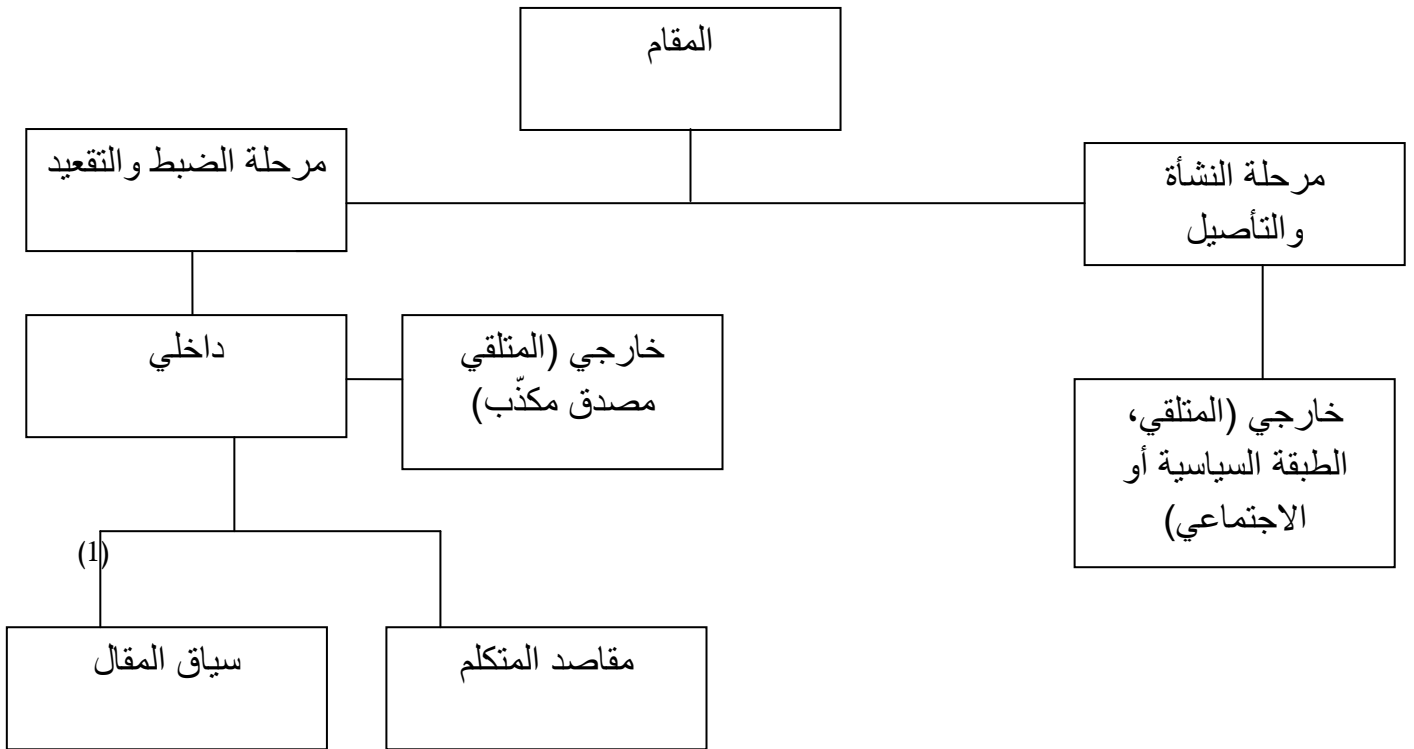 المقام
مرحلة النشأة
والتأصيل
مرحلة الضبط والتقعيد
خارجي (المتلقي،
الطبقة السياسية أو
الاجتماعي)
خارجي (المتلقي
مصدق مكذّب)
داخلي
(1)
مقاصد المتكلم
سياق المقال